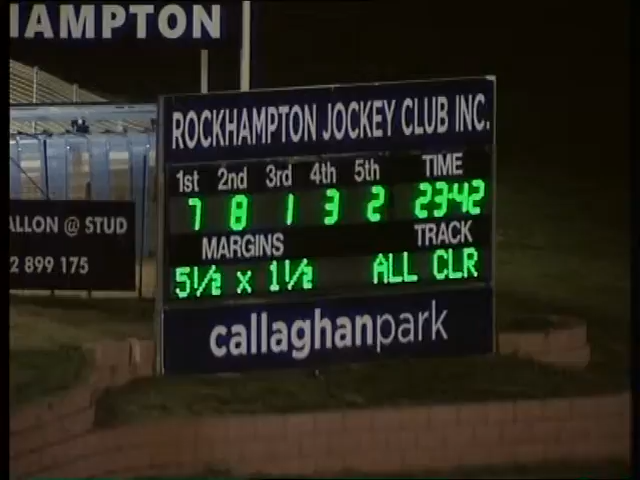 IAMPTON
ROCKHAMPTON JOCKEY CLUB INC.
1st 2nd 3rd 4th 5th TIME
7 8 1 3 2 23·42
MARGINS TRACK
5½ x 1½ ALL CLR
callaghanpark
ALLON @ STUD
2 899 175